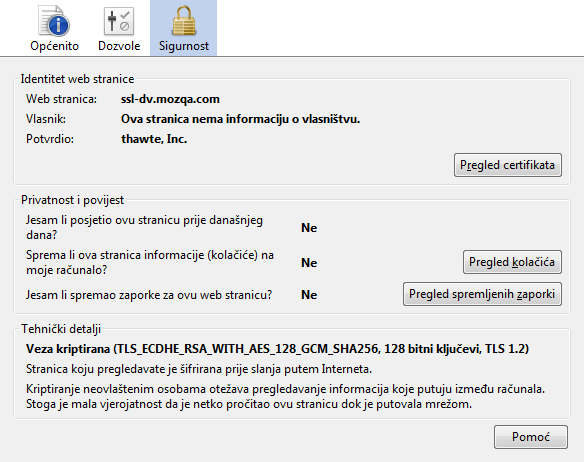 Općenito Dozvole Sigurnost
Identitet web stranice
Web stranica: ssl-dv.mozqa.com
Vlasnik: Ova stranica nema informaciju o vlasništvu.
Potvrdio: thawte, Inc.
Pregled certifikata
Privatnost i povijest
Jesam li posjetio ovu stranicu prije današnjeg
dana?
Ne
Sprema li ova stranica informacije (kolačiće) na
moje računalo?
Ne
Pregled kolačića
Jesam li spremao zaporke za ovu web stranicu? Ne Pregled spremljenih zaporki
Tehnički detalji
Veza kriptirana (TLS_ECDHE_RSA_WITH_AES_128_GCM_SHA256, 128 bitni ključevi, TLS 1.2)
Stranica koju pregledavate je šifrirana prije slanja putem Interneta.
Kriptiranje neovlaštenim osobama otežava pregledavanje informacija koje putuju između računala.
Stoga je mala vjerojatnost da je netko pročitao ovu stranicu dok je putovala mrežom.
Pomoć